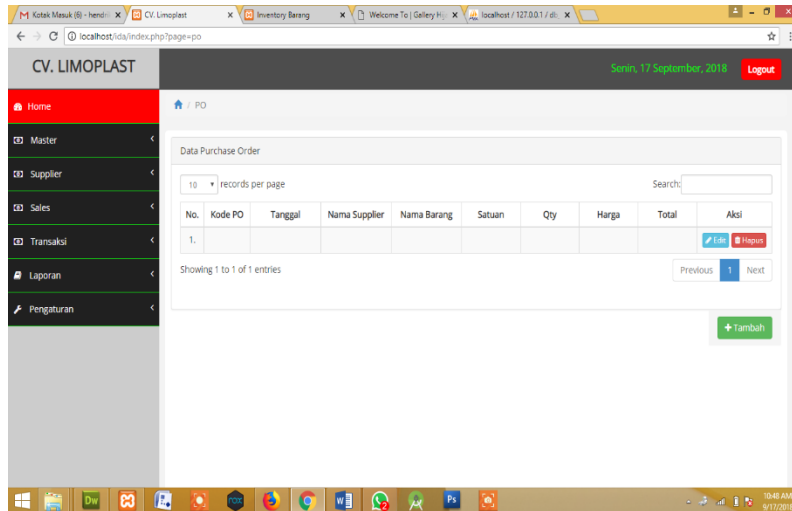 Kotak Masuk (6) - hendri
CV. Limoplast
Inventory Barang
Welcome To | Gallery Hij
localhost / 127.0.0.1 / db
localhost/ida/index.php?page=po
CV. LIMOPLAST
Senin, 17 September, 2018
Logout
Home
/ PO
Master
Supplier
Sales
Transaksi
Laporan
Pengaturan
Data Purchase Order
10 records per page
Search:
No. Kode PO Tanggal Nama Supplier Nama Barang Satuan Qty Harga Total Aksi
1. Edit Hapus
Showing 1 to 1 of 1 entries
Previous 1 Next
+ Tambah
Dw
W
2
Ps
10:48 AM
9/17/2018